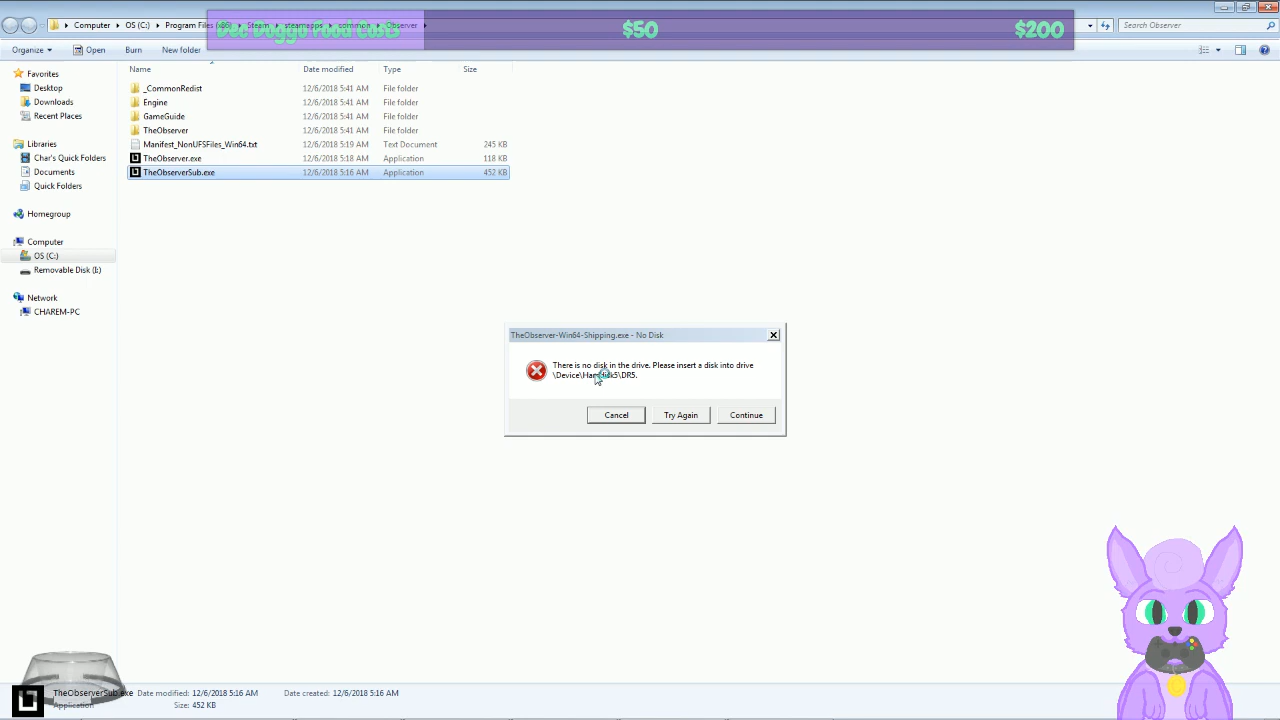 Computer ▸ OS (C:) ▸ Program Files (x86) ▸ Steam ▸ steamapps ▸ common ▸ Observer
Search Observer
Dec Doggo Food Costs
$50
$200
Organize
Open
Burn
New folder
Name
Date modified
Type
Size
Favorites
Desktop
Downloads
Recent Places
Libraries
Char's Quick Folders
Documents
Quick Folders
Homegroup
Computer
OS (C:)
Removable Disk (I:)
Network
CHAREM-PC
_CommonRedist 12/6/2018 5:41 AM File folder
Engine 12/6/2018 5:41 AM File folder
GameGuide 12/6/2018 5:41 AM File folder
TheObserver 12/6/2018 5:41 AM File folder
Manifest_NonUFSFiles_Win64.txt 12/6/2018 5:19 AM Text Document 245 KB
TheObserver.exe 12/6/2018 5:18 AM Application 118 KB
TheObserverSub.exe 12/6/2018 5:16 AM Application 452 KB
TheObserver-Win64-Shipping.exe - No Disk
There is no disk in the drive. Please insert a disk into drive
\Device\Harddisk5\DR5.
Cancel
Try Again
Continue
TheObserverSub.exe Date modified: 12/6/2018 5:16 AM Date created: 12/6/2018 5:16 AM
Application Size: 452 KB